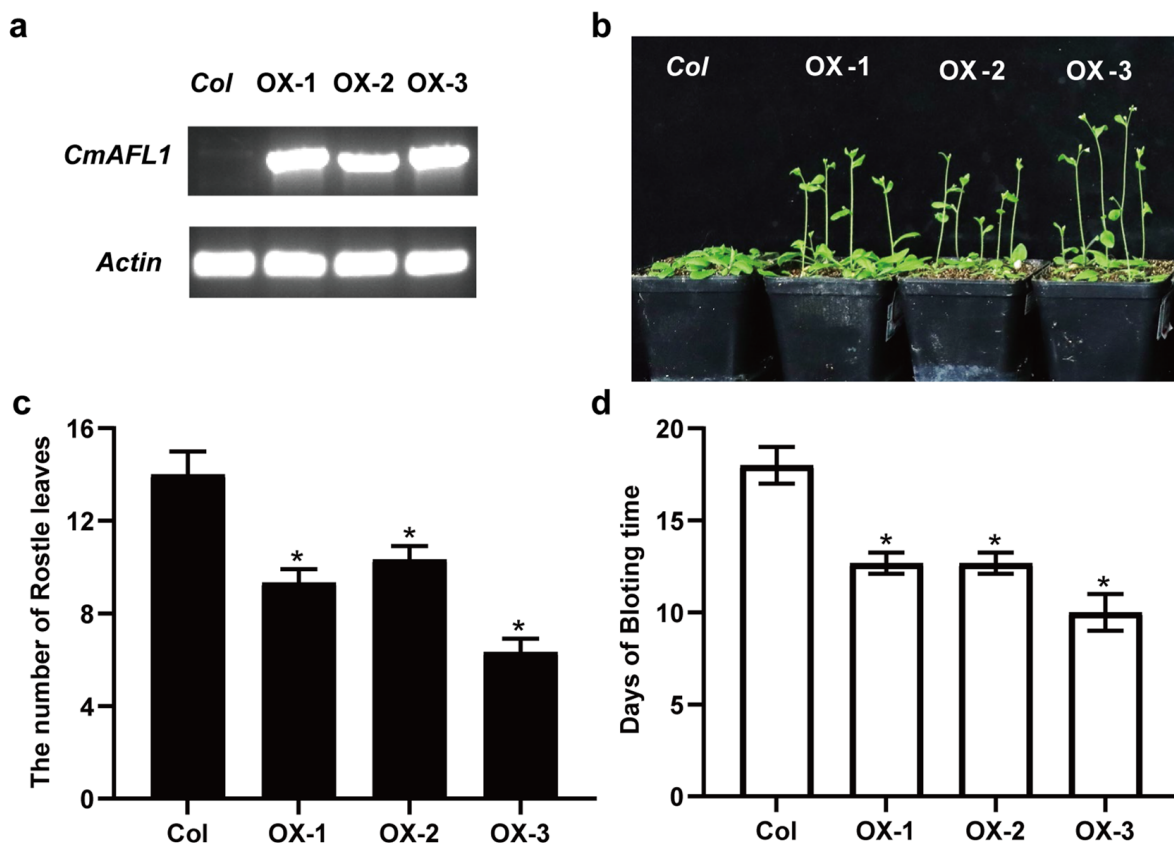 a
Col OX-1 OX-2 OX-3
CmAFL1
Actin
b
Col OX-1 OX-2 OX-3
c
The number of Rostle leaves
16
12
8
4
0
*
*
*
Col OX-1 OX-2 OX-3
d
Days of Bloting time
20
15
10
5
0
*
*
*
Col OX-1 OX-2 OX-3